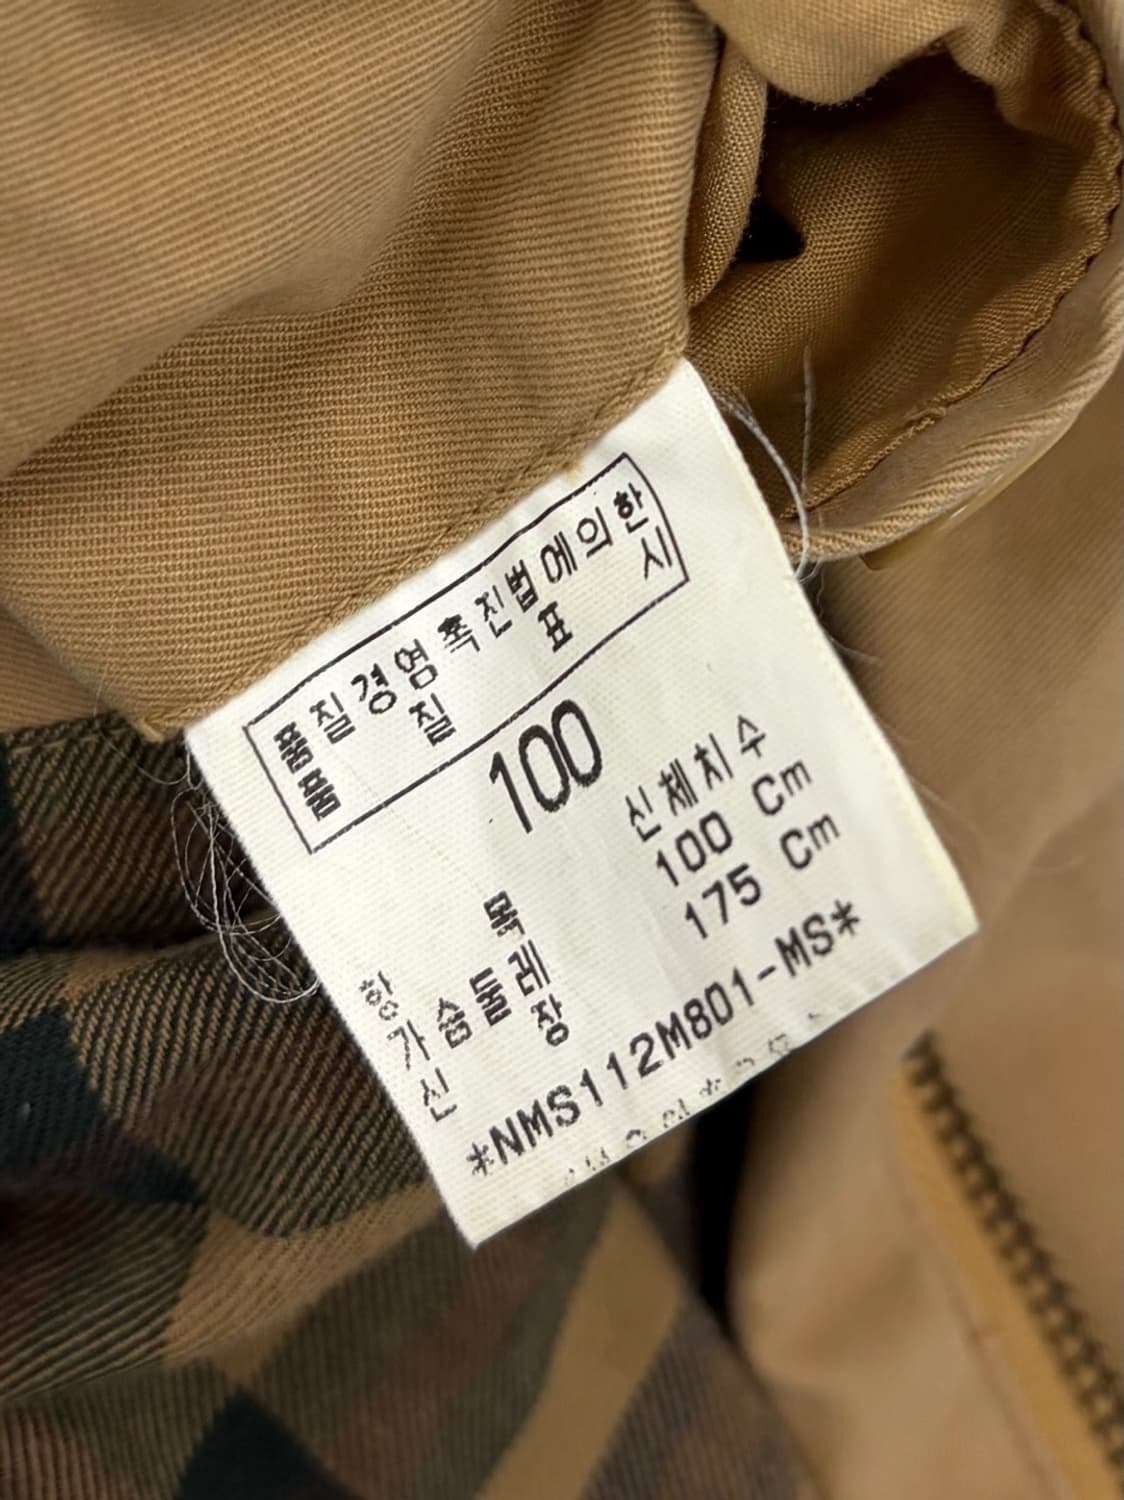 품질경영촉진법에의한
품 질 표 시
100
항 목 신체치수
가슴둘레 100 Cm
신 장 175 Cm
*NMS112M801-MS*